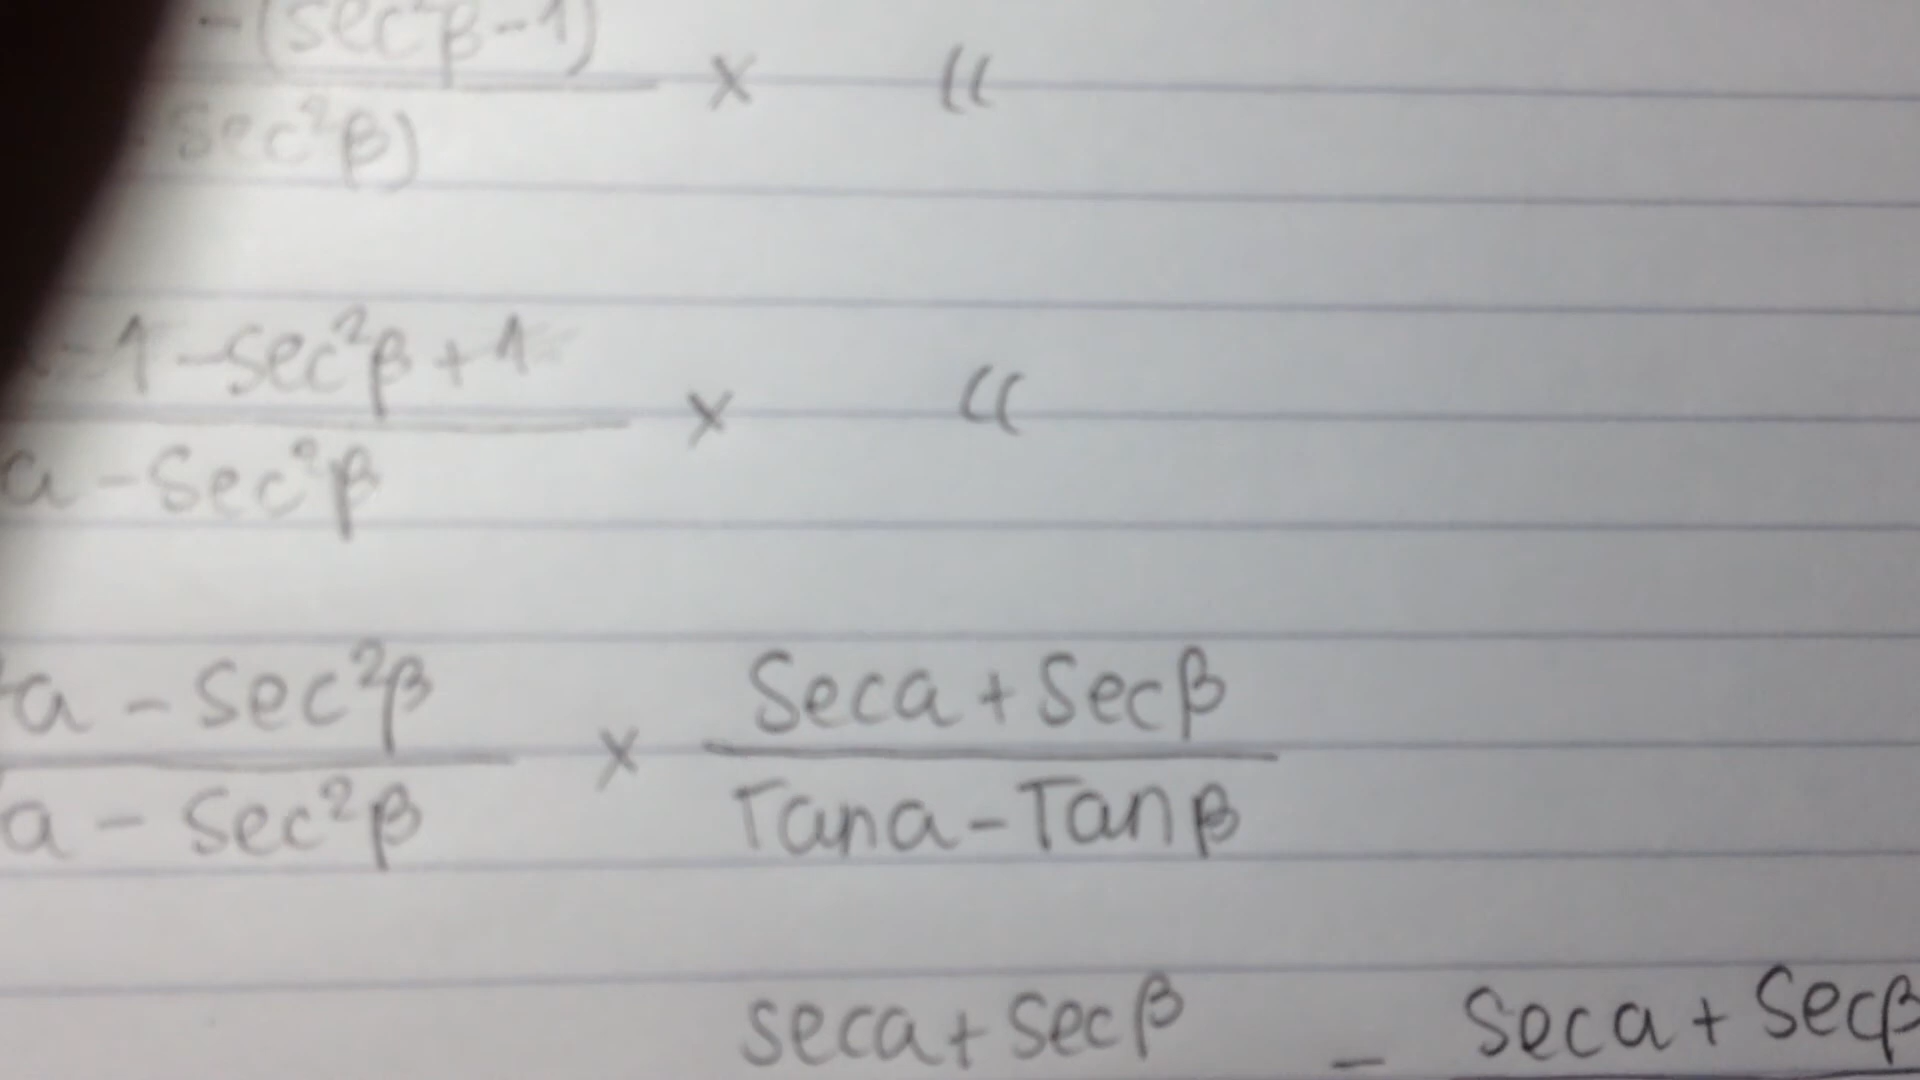 -(sec²β-1) × "
sec²β)
-1-sec²β+1 × "
a-Sec²β
a-Sec²β × Seca+Secβ
a-Sec²β Tana-Tanβ
seca+secβ - Seca+Secβ